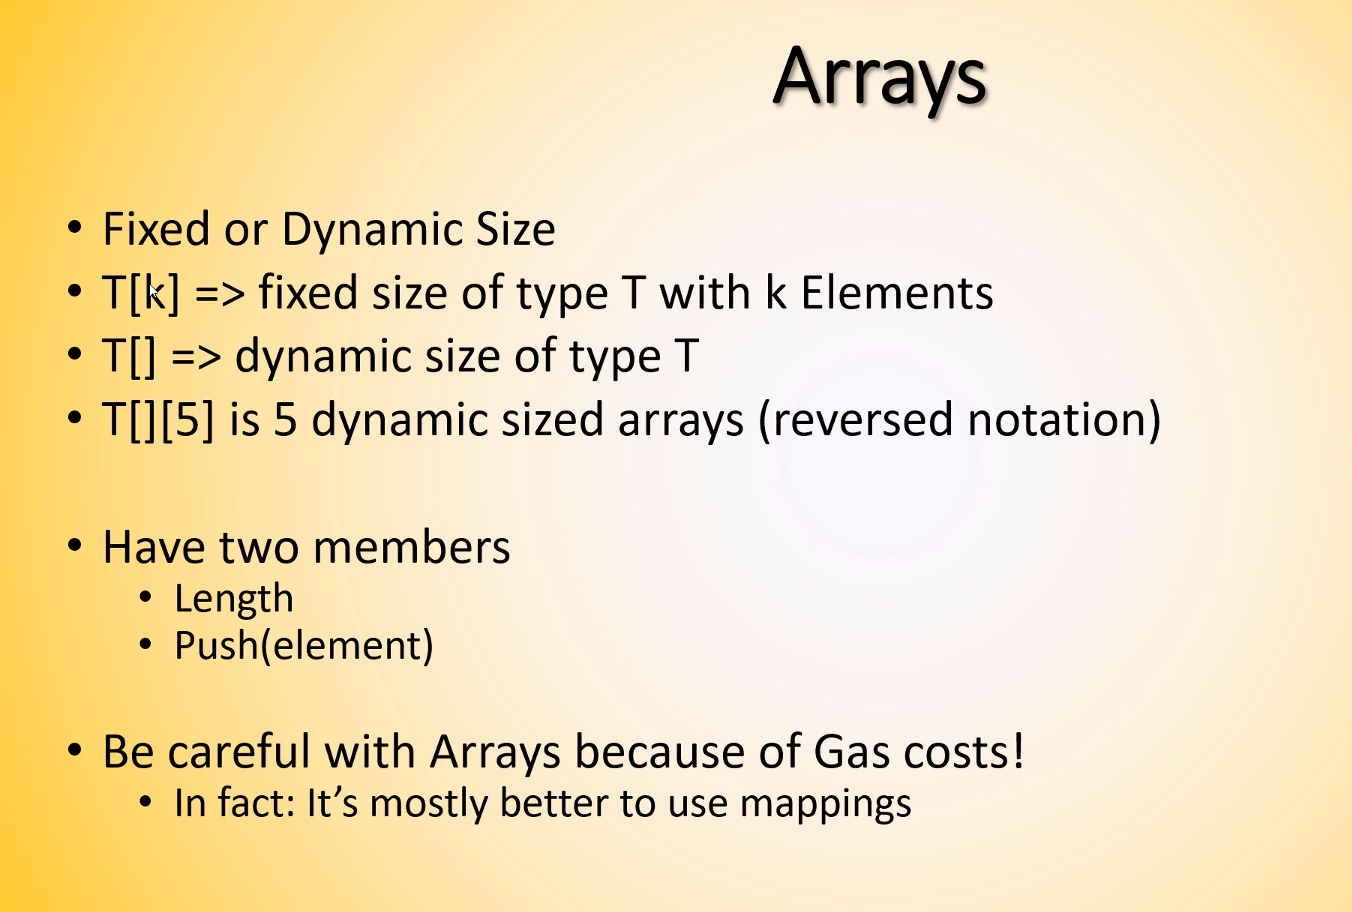 Arrays
• Fixed or Dynamic Size
• T[k] => fixed size of type T with k Elements
• T[] => dynamic size of type T
• T[][5] is 5 dynamic sized arrays (reversed notation)
• Have two members
• Length
• Push(element)
• Be careful with Arrays because of Gas costs!
• In fact: It’s mostly better to use mappings